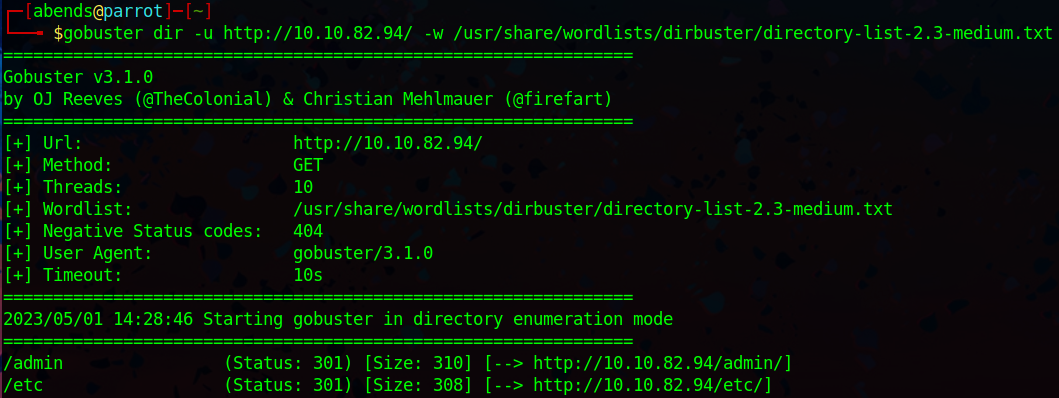 ┌─[abends@parrot]─[~]
└──╼ $gobuster dir -u http://10.10.82.94/ -w /usr/share/wordlists/dirbuster/directory-list-2.3-medium.txt
===============================================================
Gobuster v3.1.0
by OJ Reeves (@TheColonial) & Christian Mehlmauer (@firefart)
===============================================================
[+] Url:                     http://10.10.82.94/
[+] Method:                  GET
[+] Threads:                 10
[+] Wordlist:                /usr/share/wordlists/dirbuster/directory-list-2.3-medium.txt
[+] Negative Status codes:   404
[+] User Agent:              gobuster/3.1.0
[+] Timeout:                 10s
===============================================================
2023/05/01 14:28:46 Starting gobuster in directory enumeration mode
===============================================================
/admin                (Status: 301) [Size: 310] [--> http://10.10.82.94/admin/]
/etc                  (Status: 301) [Size: 308] [--> http://10.10.82.94/etc/]